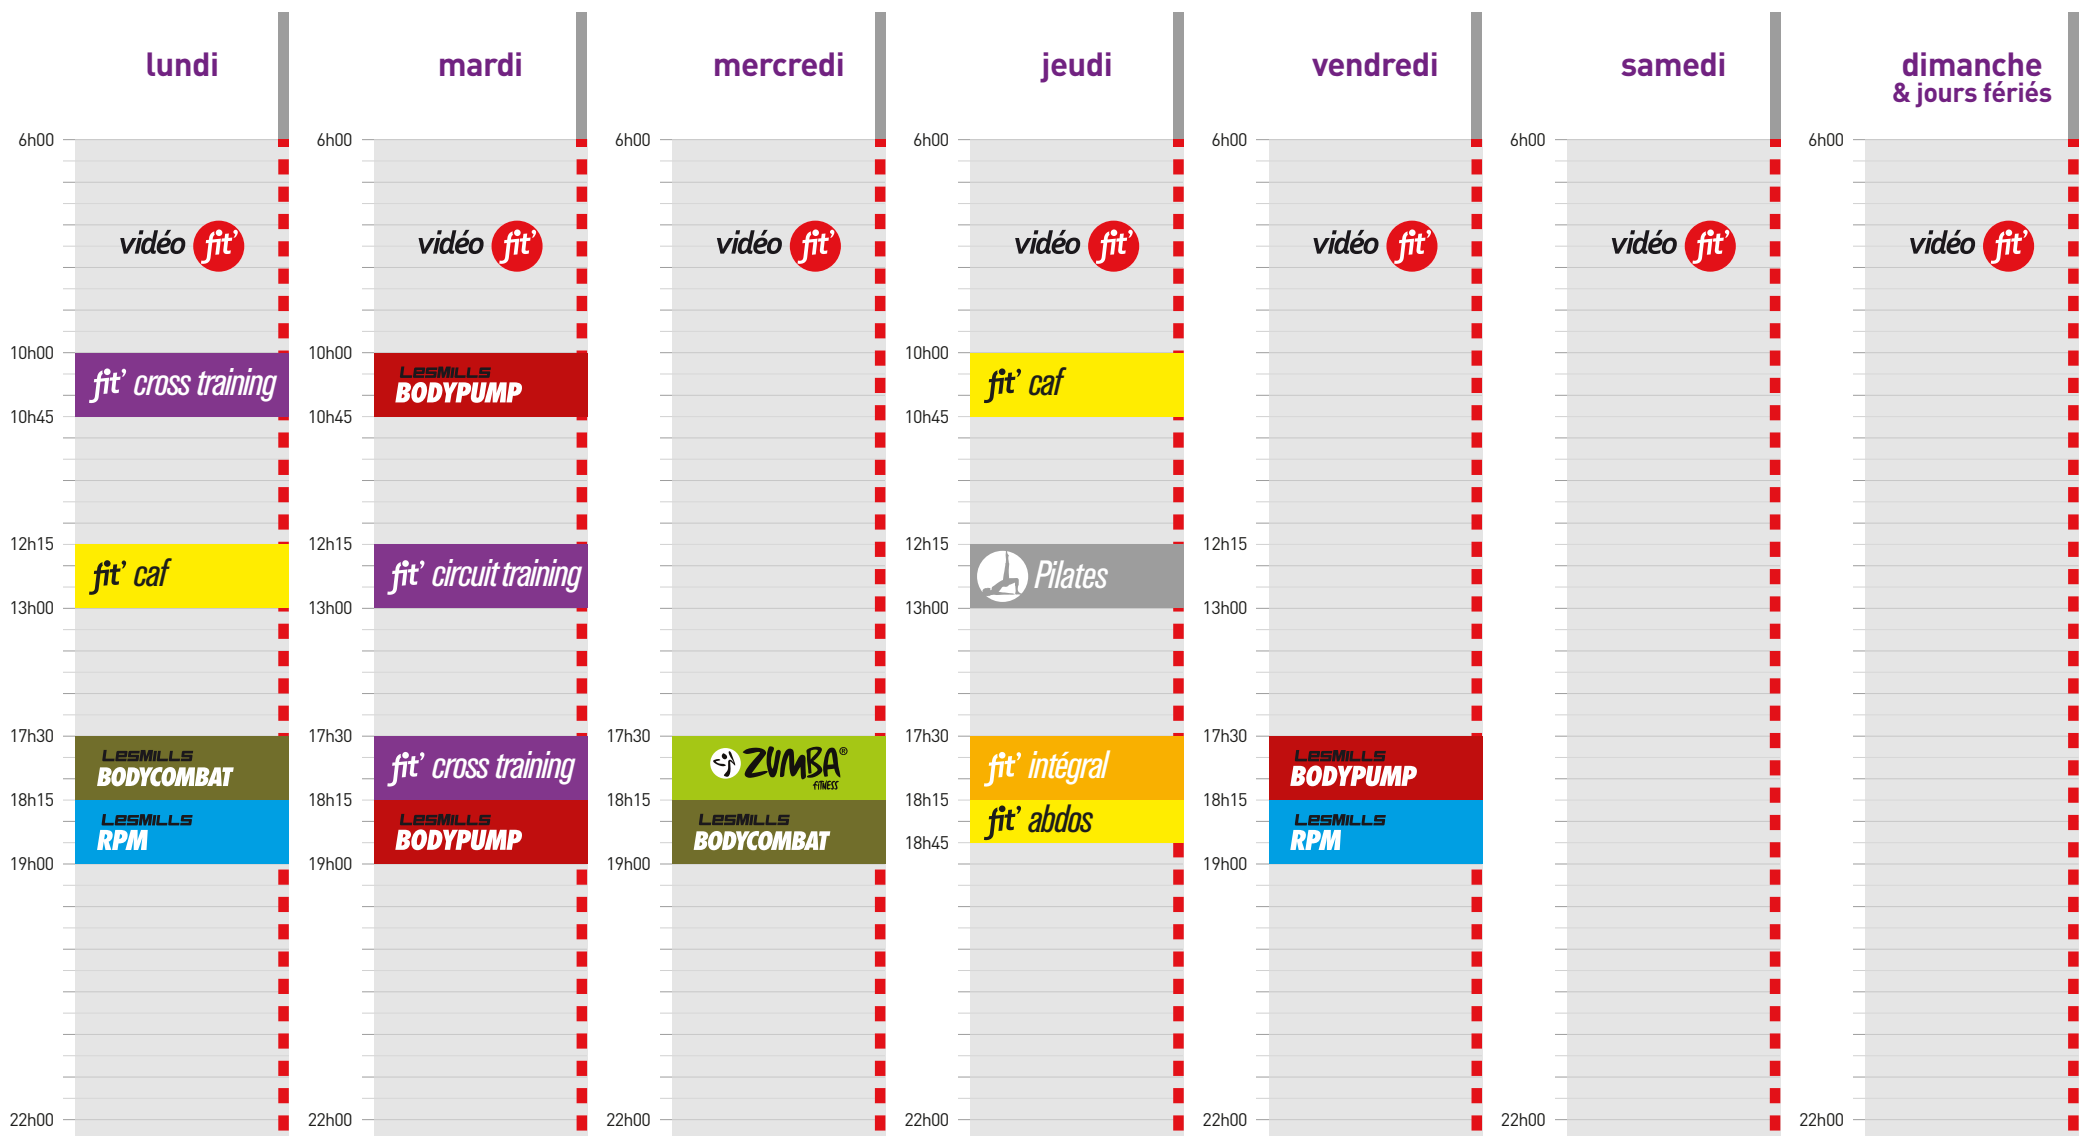 lundi
6h00
vidéo fit’
10h00
fit’ cross training
10h45
12h15
fit’ caf
13h00
17h30
LesMills
BODYCOMBAT
18h15
LesMills
RPM
19h00
22h00
mardi
6h00
vidéo fit’
10h00
LesMills
BODYPUMP
10h45
12h15
fit’ circuit training
13h00
17h30
fit’ cross training
18h15
LesMills
BODYPUMP
19h00
22h00
mercredi
6h00
vidéo fit’
17h30
ZUMBA®
FITNESS
18h15
LesMills
BODYCOMBAT
19h00
22h00
jeudi
6h00
vidéo fit’
10h00
fit’ caf
10h45
12h15
Pilates
13h00
17h30
fit’ intégral
18h15
fit’ abdos
18h45
22h00
vendredi
6h00
vidéo fit’
12h15
13h00
17h30
LesMills
BODYPUMP
18h15
LesMills
RPM
19h00
22h00
samedi
6h00
vidéo fit’
22h00
dimanche
& jours fériés
6h00
vidéo fit’
22h00